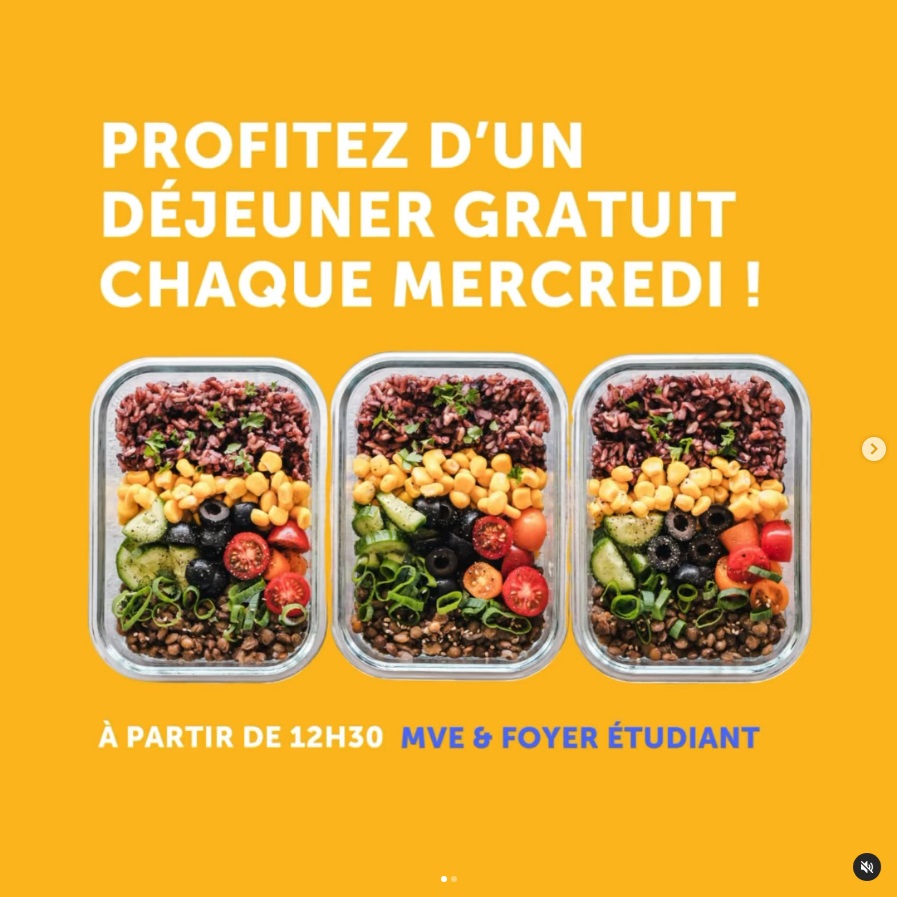 PROFITEZ D’UN
DÉJEUNER GRATUIT
CHAQUE MERCREDI !
À PARTIR DE 12H30 MVE & FOYER ÉTUDIANT